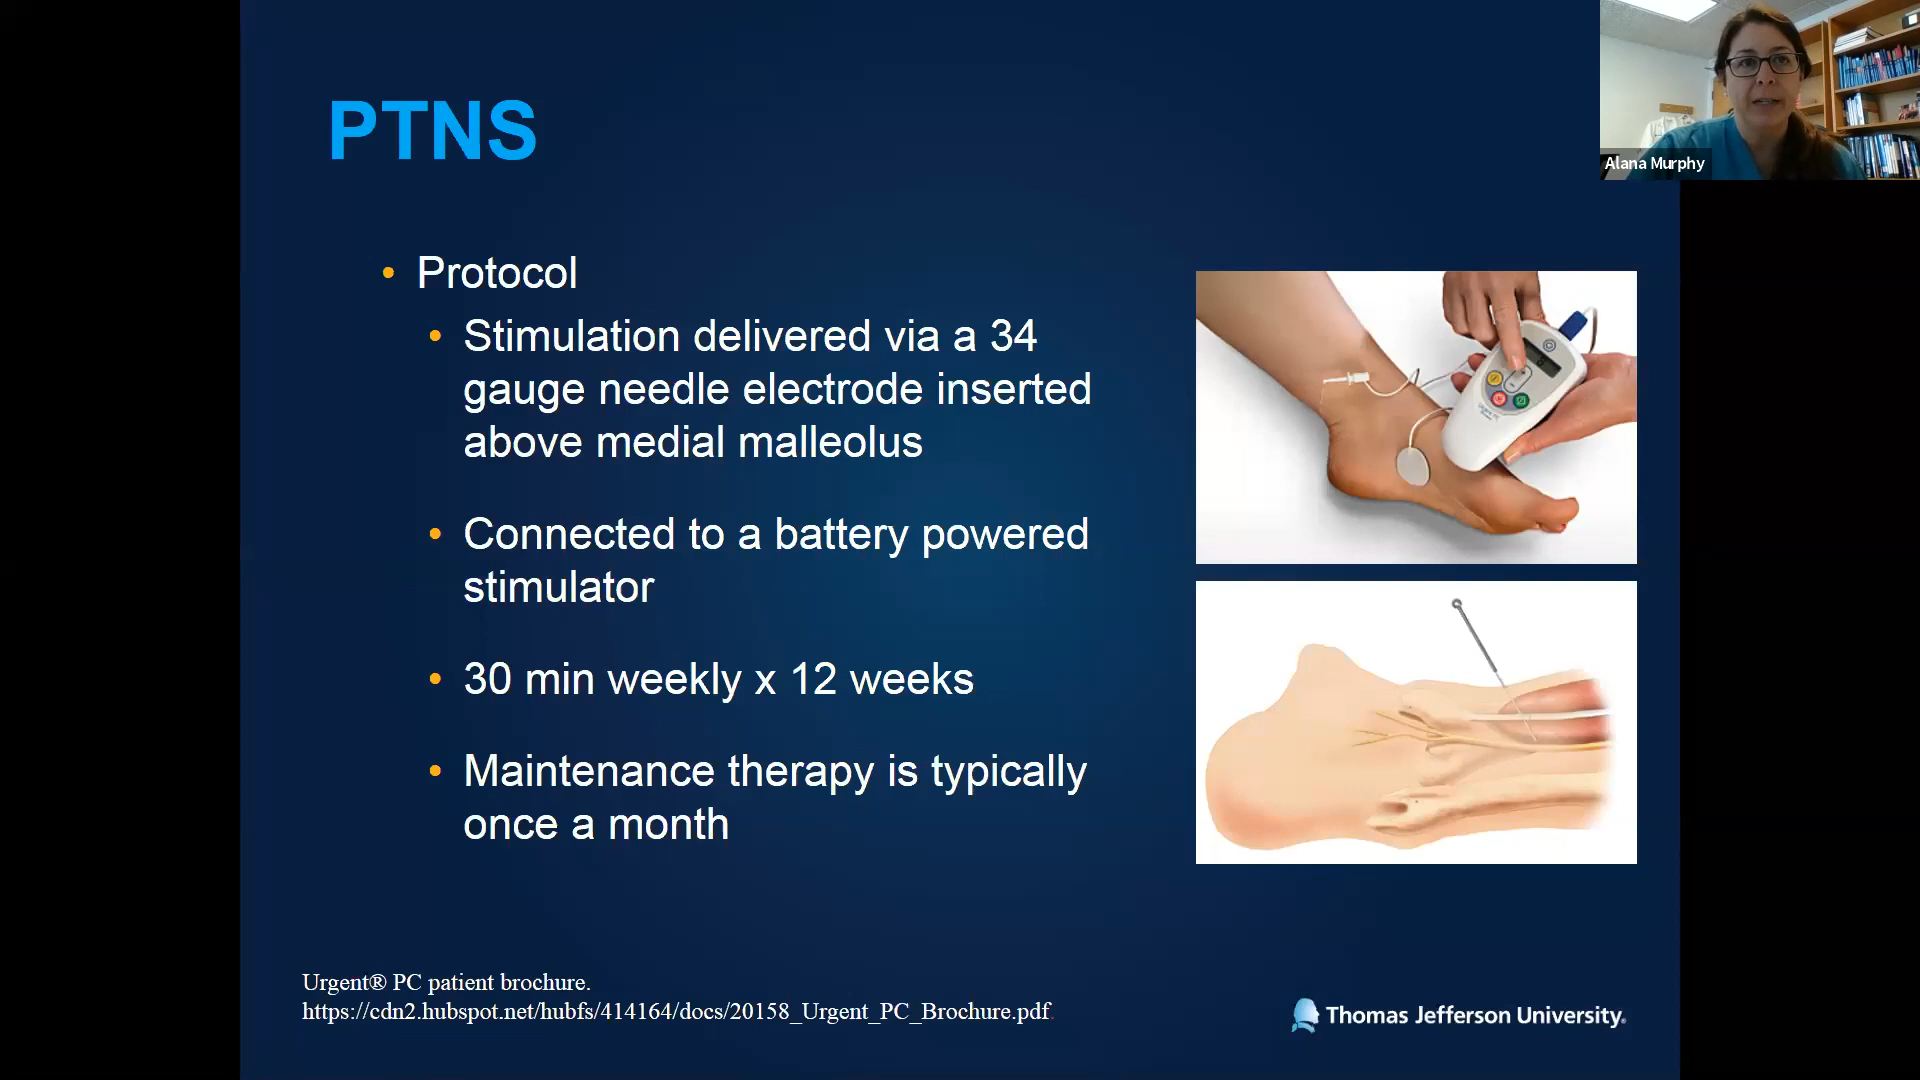 PTNS
Alana Murphy
• Protocol
• Stimulation delivered via a 34
gauge needle electrode inserted
above medial malleolus
• Connected to a battery powered
stimulator
• 30 min weekly x 12 weeks
• Maintenance therapy is typically
once a month
Urgent® PC patient brochure.
https://cdn2.hubspot.net/hubfs/414164/docs/20158_Urgent_PC_Brochure.pdf.
Thomas Jefferson University.